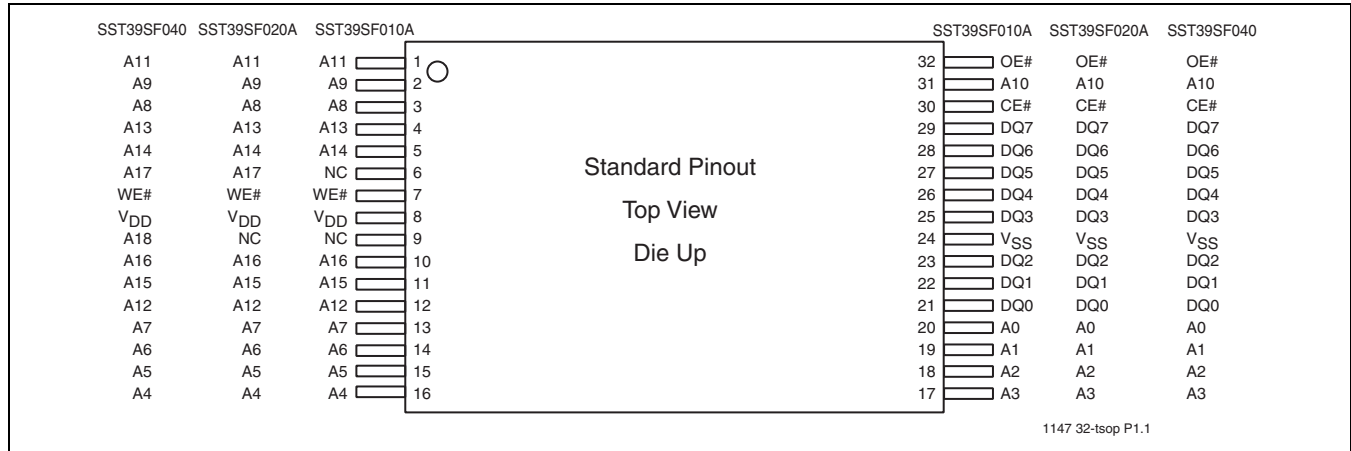 SST39SF040 SST39SF020A SST39SF010A SST39SF010A SST39SF020A SST39SF040
A11 A11 A11 1 32 OE# OE# OE#
A9 A9 A9 2 31 A10 A10 A10
A8 A8 A8 3 30 CE# CE# CE#
A13 A13 A13 4 29 DQ7 DQ7 DQ7
A14 A14 A14 5 28 DQ6 DQ6 DQ6
A17 A17 NC 6 Standard Pinout 27 DQ5 DQ5 DQ5
WE# WE# WE# 7 26 DQ4 DQ4 DQ4
VDD VDD VDD 8 Top View 25 DQ3 DQ3 DQ3
A18 NC NC 9 24 VSS VSS VSS
A16 A16 A16 10 Die Up 23 DQ2 DQ2 DQ2
A15 A15 A15 11 22 DQ1 DQ1 DQ1
A12 A12 A12 12 21 DQ0 DQ0 DQ0
A7 A7 A7 13 20 A0 A0 A0
A6 A6 A6 14 19 A1 A1 A1
A5 A5 A5 15 18 A2 A2 A2
A4 A4 A4 16 17 A3 A3 A3
1147 32-tsop P1.1